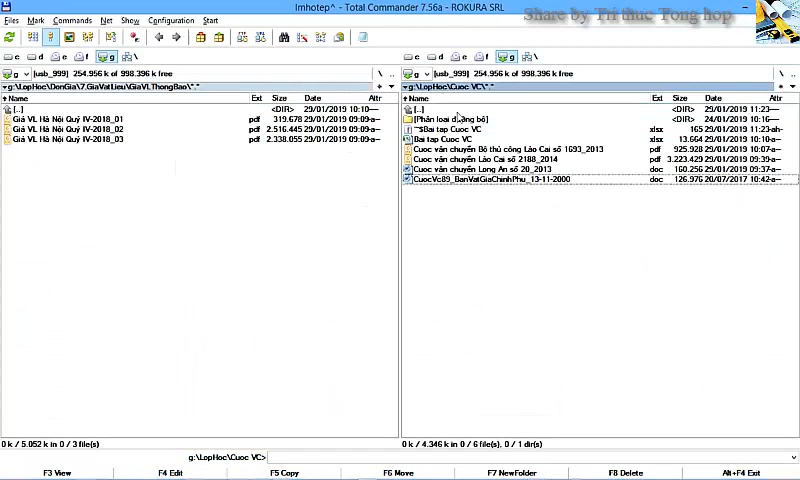 Imhotep^ - Total Commander 7.56a - ROKURA SRL
Share by Tri thuc Tong hop
Files Mark Commands Net Show Configuration Start
c d e f g \
c d e f g \
g [usb_999] 254.956 k of 998.396 k free \ ..
g [usb_999] 254.956 k of 998.396 k free \ ..
g:\LopHoc\DonGia\7.GiaVatLieu\GiaVLThongBao\*.* * ▼
g:\LopHoc\Cuoc VC\*.* * ▼
Name Ext Size Date Attr
[..] <DIR> 29/01/2019 10:10----
Giá VL Hà Nội Quý IV-2018_01 pdf 319.678 29/01/2019 09:09-a--
Giá VL Hà Nội Quý IV-2018_02 pdf 2.516.445 29/01/2019 09:09-a--
Giá VL Hà Nội Quý IV-2018_03 pdf 2.338.055 29/01/2019 09:09-a--
Name Ext Size Date Attr
[..] <DIR> 29/01/2019 11:23----
[Phân loại đường bộ] <DIR> 24/01/2019 10:16----
~$Bai tap Cuoc VC xlsx 165 29/01/2019 11:23-ah-
Bai tap Cuoc VC xlsx 13.664 29/01/2019 10:10-a--
Cuoc vân chuyển Bộ thủ công Lào Cai số 1693_2013 pdf 925.928 29/01/2019 10:07-a--
Cuoc vân chuyển Lào Cai số 2188_2014 pdf 3.223.429 29/01/2019 09:39-a--
Cuoc vân chuyển Long An số 20_2013 doc 160.256 29/01/2019 09:37-a--
CuocVc89_BanVatGiaChinhPhu_13-11-2000 doc 126.976 20/07/2017 10:42-a--
0 k / 5.052 k in 0 / 3 file(s)
0 k / 4.346 k in 0 / 6 file(s), 0 / 1 dir(s)
g:\LopHoc\Cuoc VC>
F3 View F4 Edit F5 Copy F6 Move F7 NewFolder F8 Delete Alt+F4 Exit